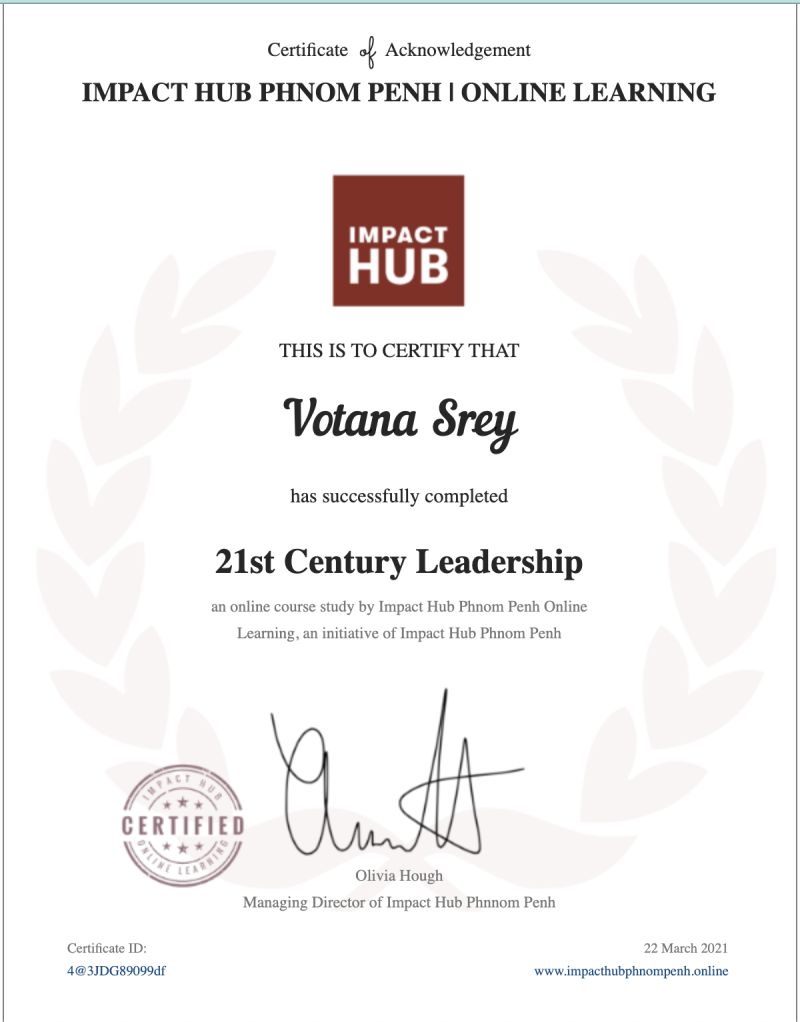 Certificate of Acknowledgement
IMPACT HUB PHNOM PENH | ONLINE LEARNING
IMPACT
HUB
THIS IS TO CERTIFY THAT
Votana Srey
has successfully completed
21st Century Leadership
an online course study by Impact Hub Phnom Penh Online
Learning, an initiative of Impact Hub Phnom Penh
IMPACT HUB
CERTIFIED
ONLINE LEARNING
Olivia Hough
Managing Director of Impact Hub Phnnom Penh
Certificate ID:
4@3JDG89099df
22 March 2021
www.impacthubphnompenh.online